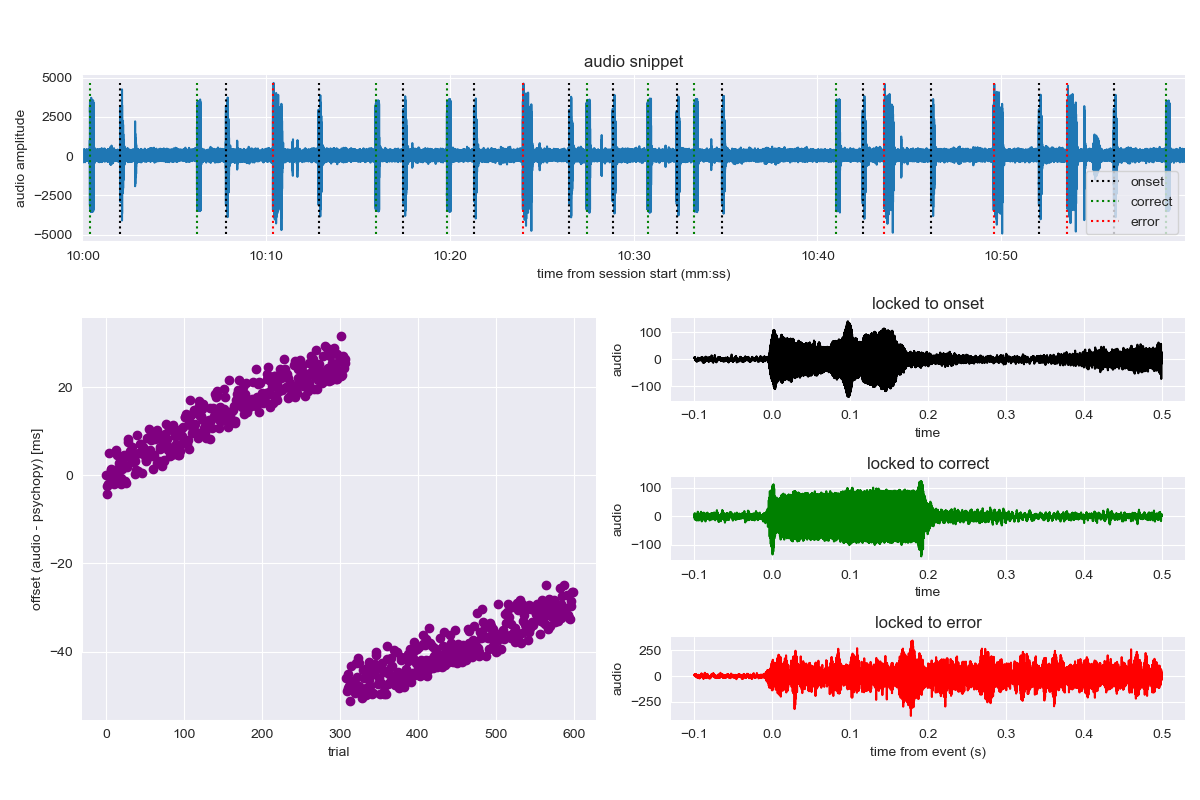 audio snippet
audio amplitude
5000
2500
0
−2500
−5000
onset
correct
error
10:00 10:10 10:20 10:30 10:40 10:50
time from session start (mm:ss)
offset (audio - psychopy) [ms]
20
0
−20
−40
0 100 200 300 400 500 600
trial
locked to onset
audio
100
0
−100
−0.1 0.0 0.1 0.2 0.3 0.4 0.5
time
locked to correct
audio
100
0
−100
−0.1 0.0 0.1 0.2 0.3 0.4 0.5
time
locked to error
audio
250
0
−250
−0.1 0.0 0.1 0.2 0.3 0.4 0.5
time from event (s)